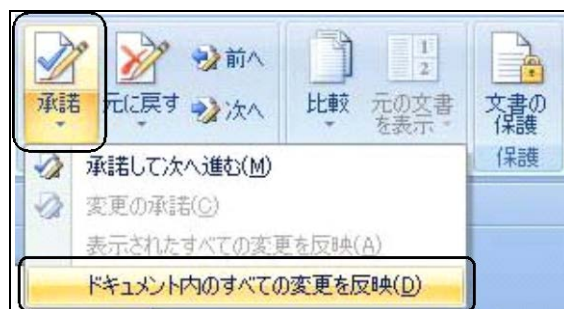 承諾 元に戻す 前へ 次へ 比較 元の文書を表示 文書の保護
保護
承諾して次へ進む(M)
変更の承諾(C)
表示されたすべての変更を反映(A)
ドキュメント内のすべての変更を反映(D)